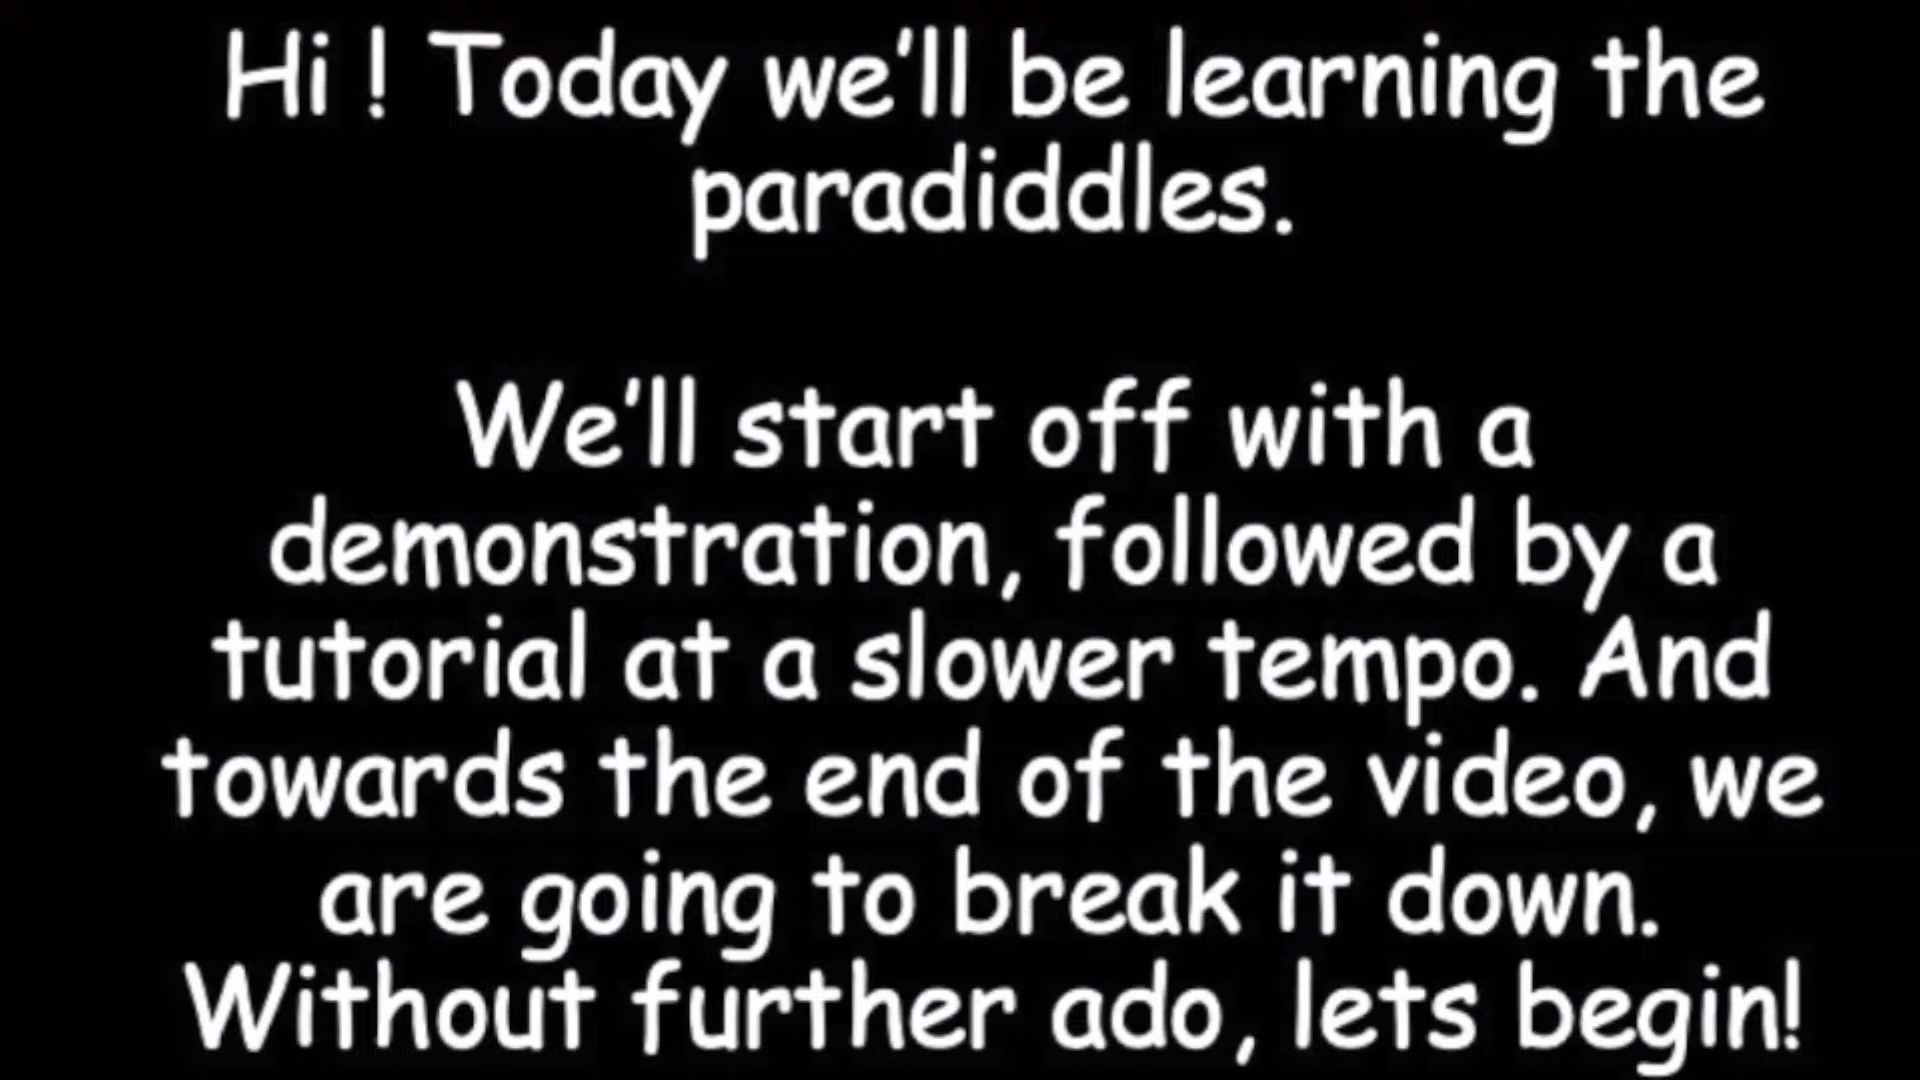 Hi ! Today we'll be learning the
paradiddles.
We'll start off with a
demonstration, followed by a
tutorial at a slower tempo. And
towards the end of the video, we
are going to break it down.
Without further ado, lets begin!